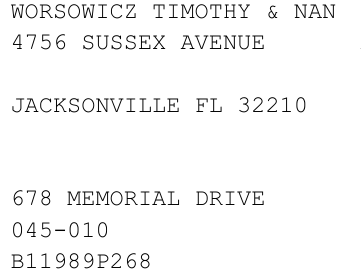 WORSOWICZ TIMOTHY & NAN
4756 SUSSEX AVENUE
JACKSONVILLE FL 32210
678 MEMORIAL DRIVE
045-010
B11989P268